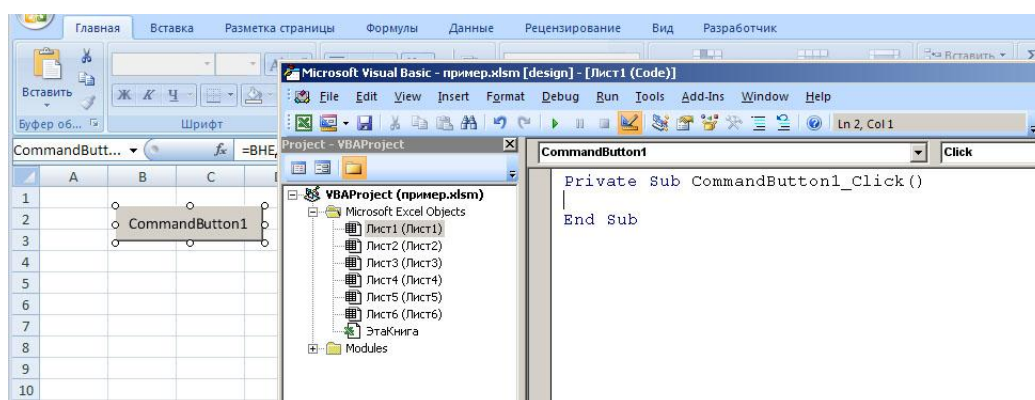 Главная Вставка Разметка страницы Формулы Данные Рецензирование Вид Разработчик
Вставить
Ж К Ч
Буфер об... Шрифт
Вставить
Microsoft Visual Basic - пример.xlsm [design] - [Лист1 (Code)]
File Edit View Insert Format Debug Run Tools Add-Ins Window Help
Ln 2, Col 1
CommandButt... fx =ВНЕ
A B C
1
2
3
4
5
6
7
8
9
10
CommandButton1
Project - VBAProject
VBAProject (пример.xlsm)
Microsoft Excel Objects
Лист1 (Лист1)
Лист2 (Лист2)
Лист3 (Лист3)
Лист4 (Лист4)
Лист5 (Лист5)
Лист6 (Лист6)
ЭтаКнига
Modules
CommandButton1 Click
Private Sub CommandButton1_Click()
End Sub